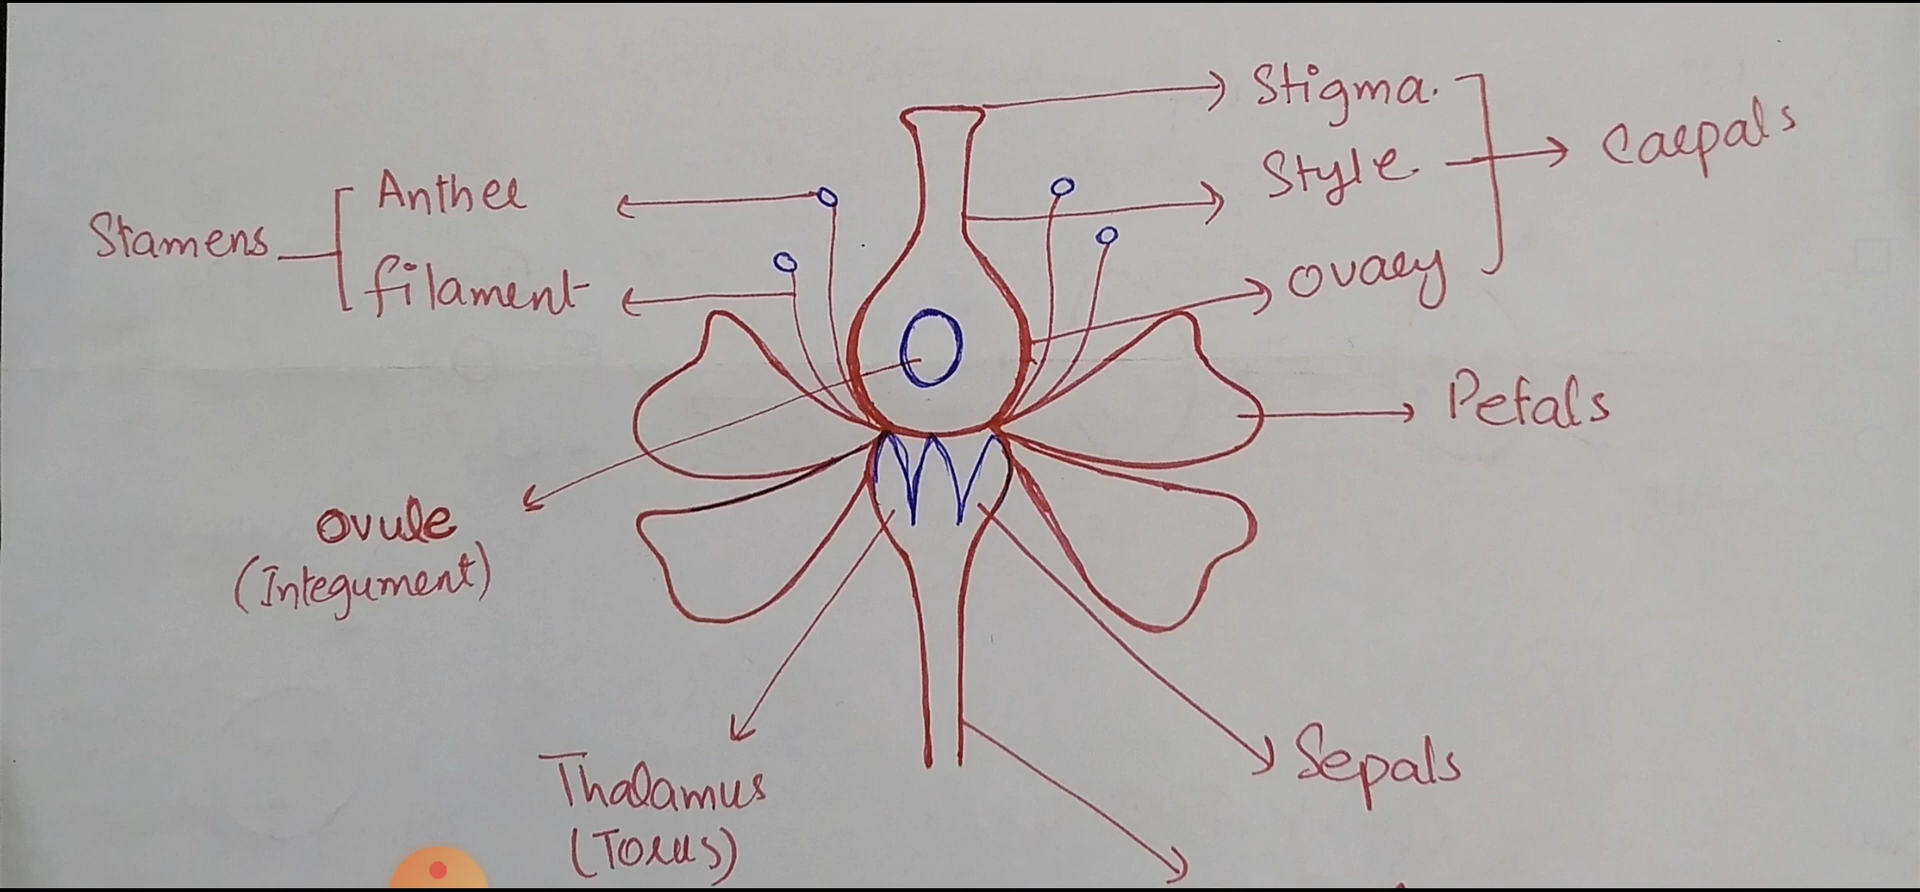 Stigma.
Style
Ovary
Carpals
Anther
filament
Stamens
Petals
Ovule
(Integument)
Sepals
Thalamus
(Torus)